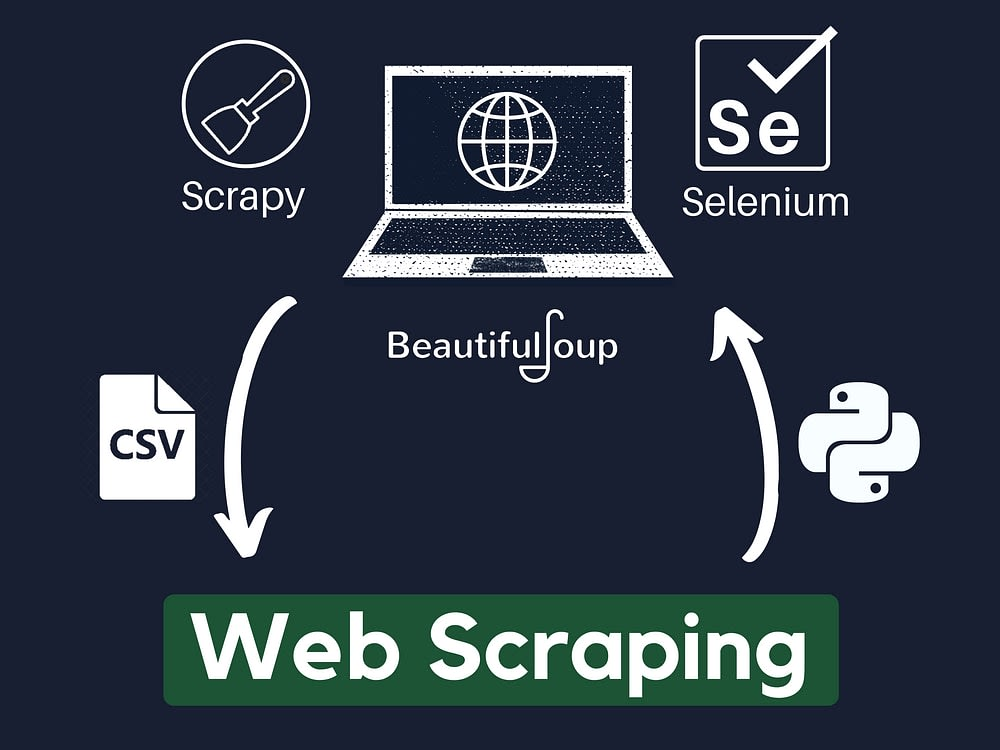 Scrapy
Se
Selenium
BeautifulSoup
CSV
Web Scraping